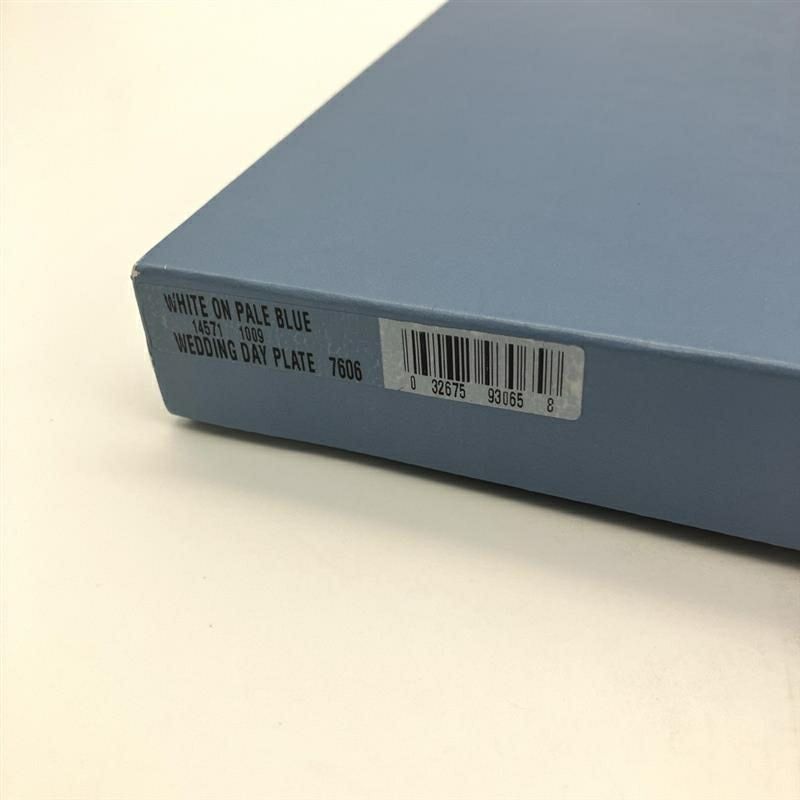 WHITE ON PALE BLUE
14571 1009
WEDDING DAY PLATE 7606
0 32675 93065 8